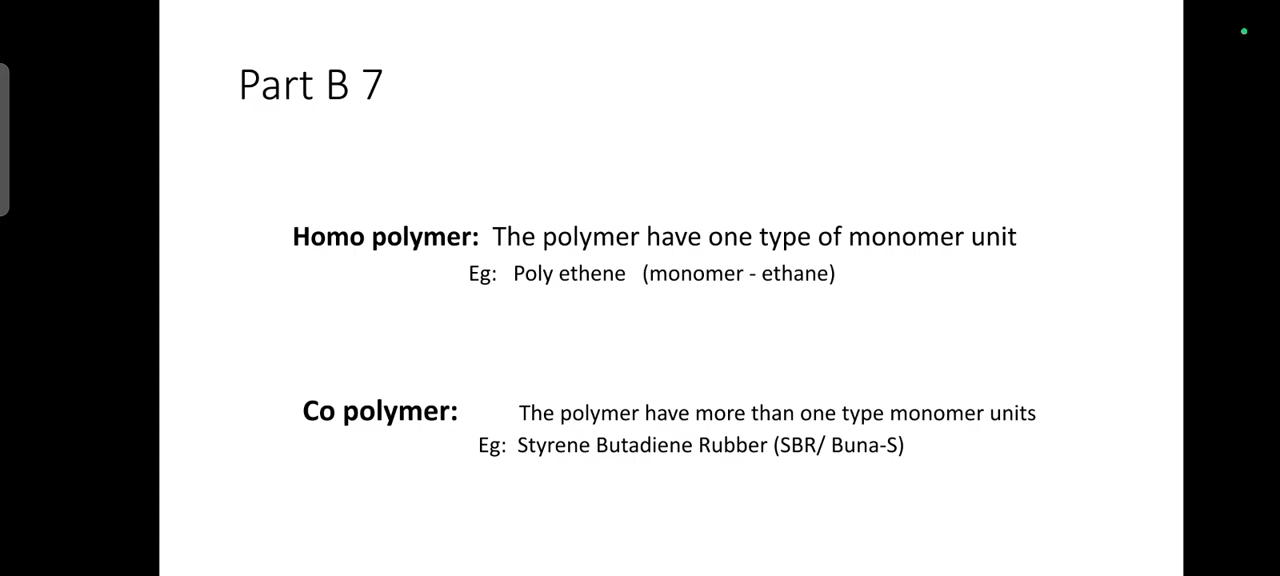 Part B 7
Homo polymer: The polymer have one type of monomer unit
Eg: Poly ethene (monomer - ethane)
Co polymer: The polymer have more than one type monomer units
Eg: Styrene Butadiene Rubber (SBR/ Buna-S)